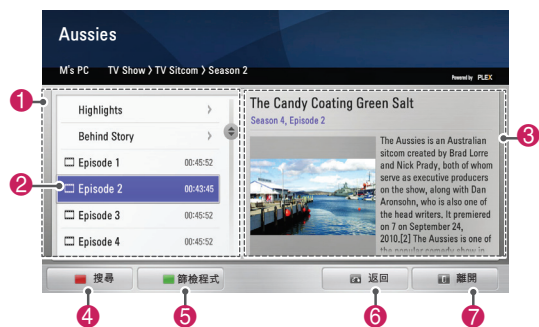 Aussies
M's PC TV Show > TV Sitcom > Season 2
Powered by PLEX
1
Highlights >
Behind Story >
Episode 1 00:45:52
2
Episode 2 00:43:45
Episode 3 00:45:52
Episode 4 00:45:52
The Candy Coating Green Salt
Season 4, Episode 2
3
The Aussies is an Australian
sitcom created by Brad Lorre
and Nick Prady, both of whom
serve as executive producers
on the show, along with Dan
Aronsohn, who is also one of
the head writers. It premiered
on 7 on September 24,
2010.[2] The Aussies is one of
the popular comedy show in
搜尋
篩檢程式
返回
離開
4
5
6
7